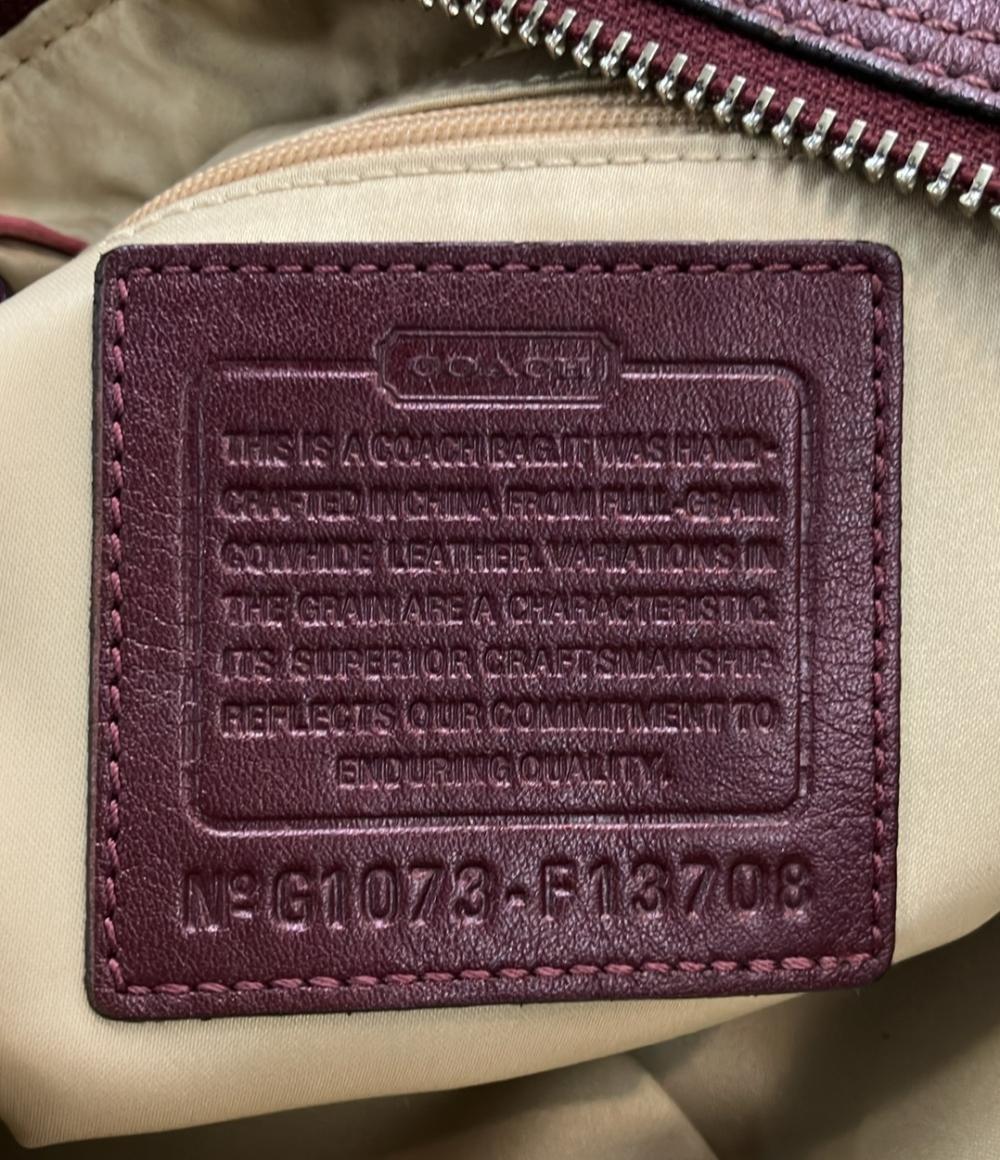 COACH
THIS IS A COACH BAG.IT WAS HAND-
CRAFTED IN CHINA FROM FULL-GRAIN
COWHIDE LEATHER. VARIATIONS IN
THE GRAIN ARE A CHARACTERISTIC.
ITS SUPERIOR CRAFTSMANSHIP
REFLECTS OUR COMMITMENT TO
ENDURING QUALITY.
Nº G1073-F13708